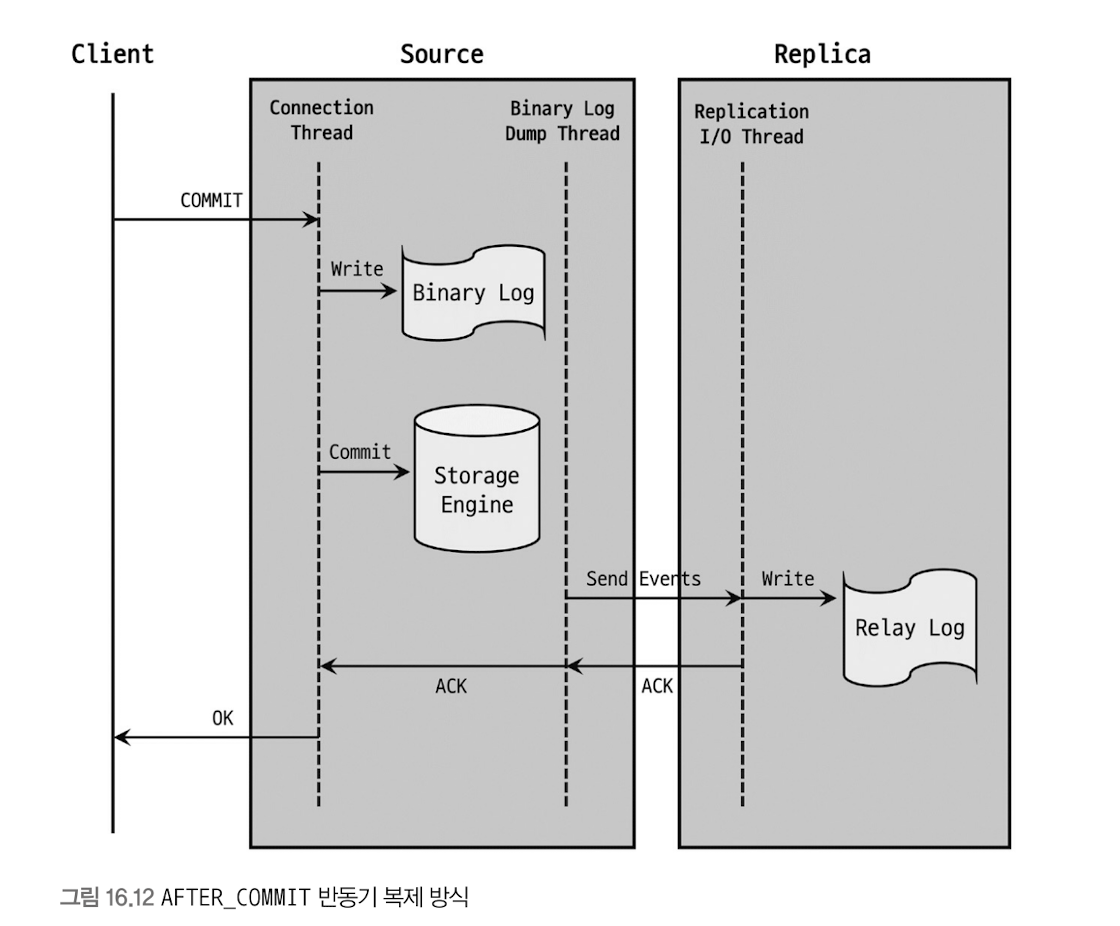 Client
Source
Replica
Connection
Thread
Binary Log
Dump Thread
Replication
I/O Thread
COMMIT
Write
Binary Log
Commit
Storage
Engine
Send Events
Write
Relay Log
ACK
ACK
OK
그림 16.12 AFTER_COMMIT 반동기 복제 방식